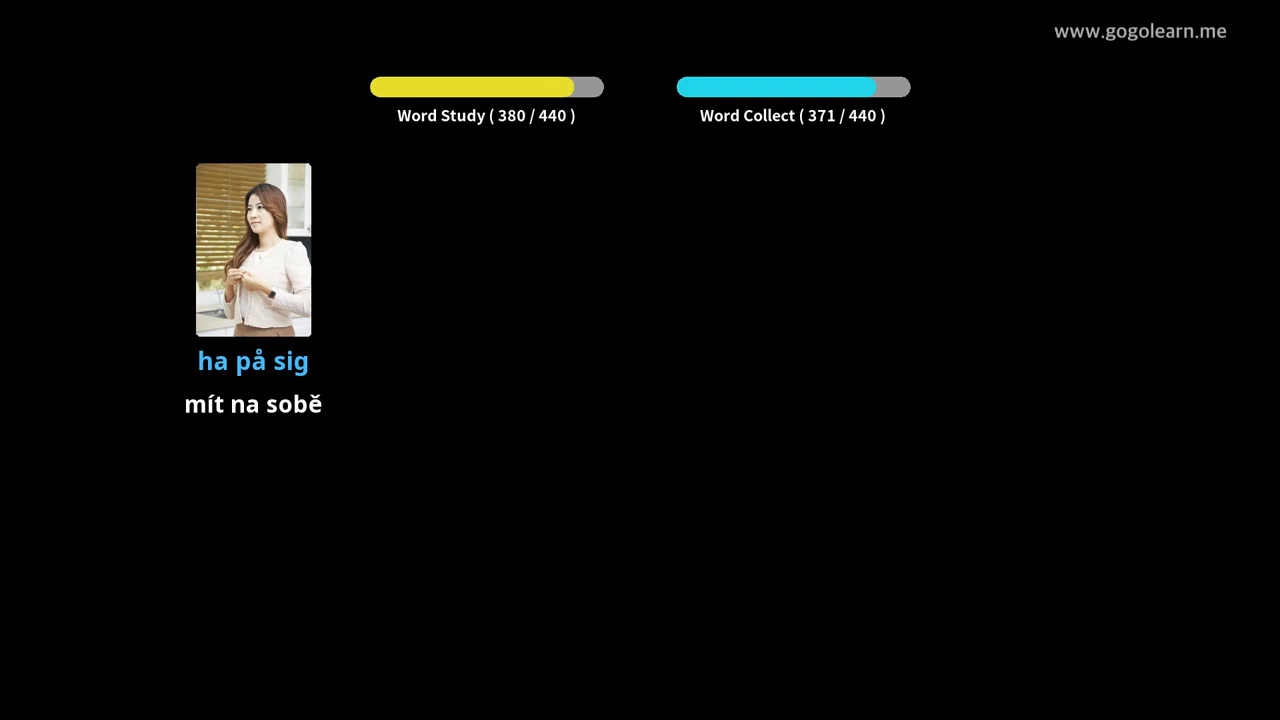 www.gogolearn.me
Word Study ( 380 / 440 )
Word Collect ( 371 / 440 )
ha på sig
mít na sobě